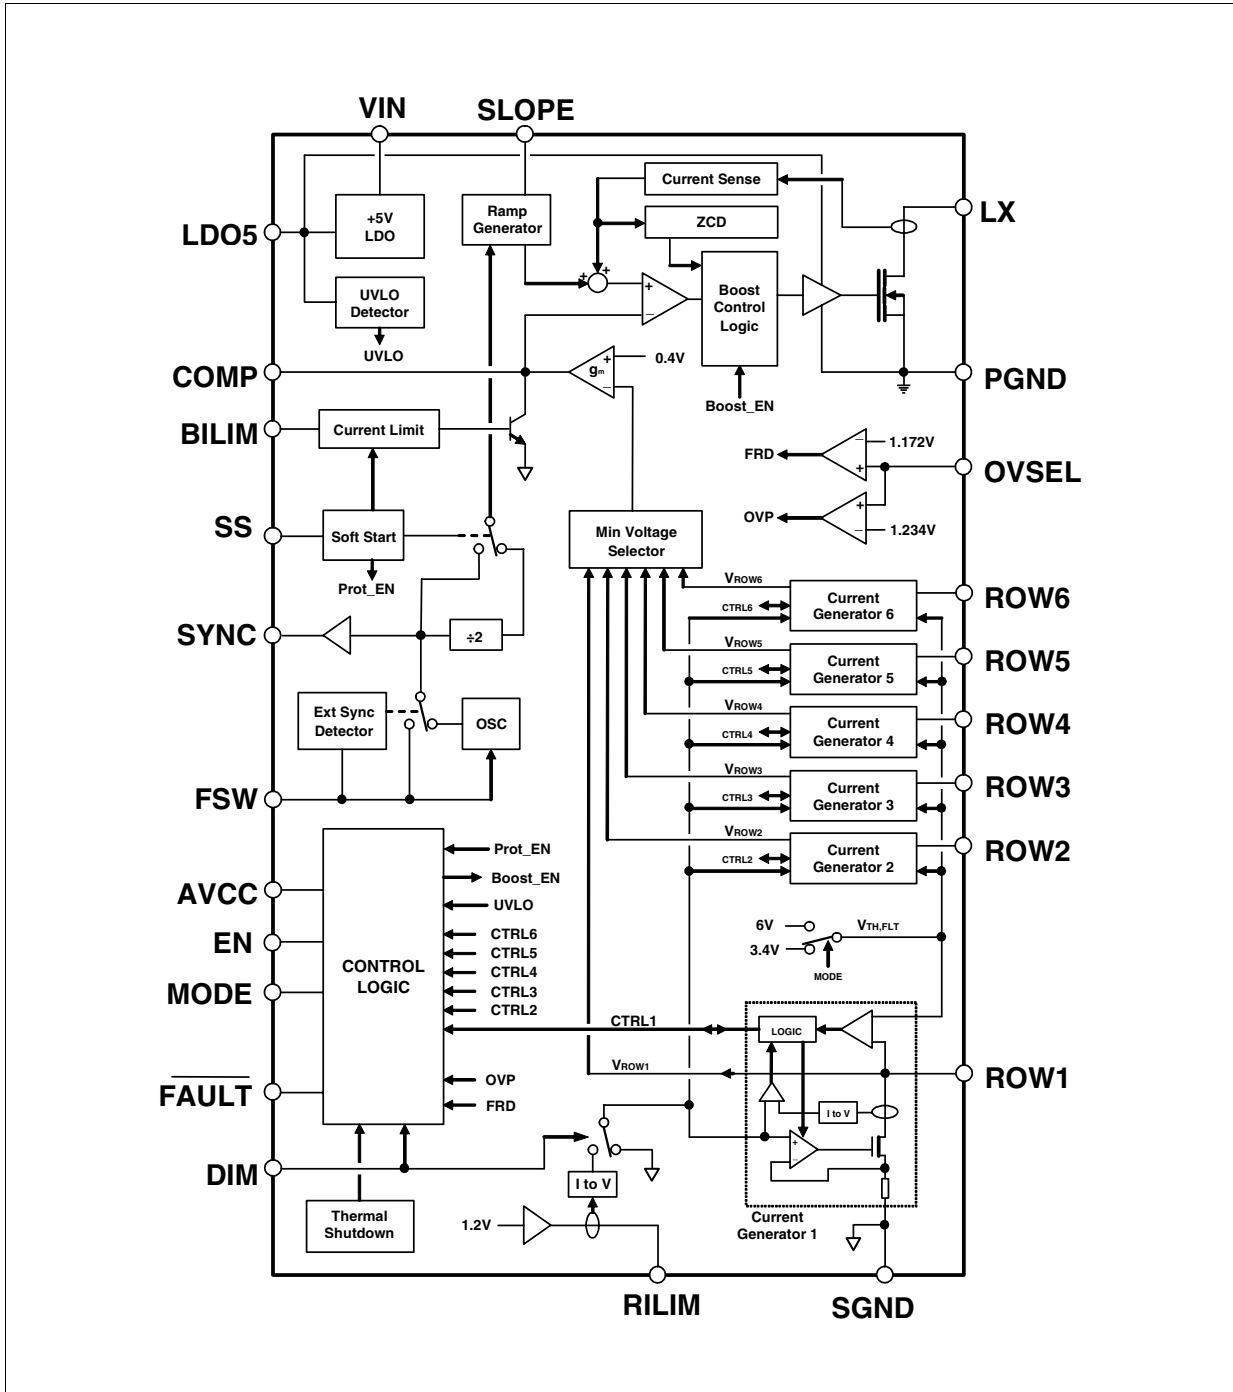 VIN
SLOPE
LDO5
+5V
LDO
Ramp
Generator
Current Sense
ZCD
LX
UVLO
Detector
UVLO
+
+
+
−
Boost
Control
Logic
COMP
gm
+
−
0.4V
Boost_EN
PGND
BILIM
Current Limit
FRD
−
+
1.172V
OVSEL
SS
Soft Start
Prot_EN
Min Voltage
Selector
OVP
+
−
1.234V
SYNC
÷2
VROW6
CTRL6
Current
Generator 6
ROW6
VROW5
CTRL5
Current
Generator 5
ROW5
Ext Sync
Detector
OSC
VROW4
CTRL4
Current
Generator 4
ROW4
FSW
VROW3
CTRL3
Current
Generator 3
ROW3
VROW2
CTRL2
Current
Generator 2
ROW2
AVCC
EN
MODE
FAULT
DIM
CONTROL
LOGIC
Prot_EN
Boost_EN
UVLO
CTRL6
CTRL5
CTRL4
CTRL3
CTRL2
6V
3.4V
VTH,FLT
MODE
CTRL1
LOGIC
VROW1
ROW1
OVP
FRD
I to V
+
−
I to V
Thermal
Shutdown
1.2V
Current
Generator 1
RILIM
SGND